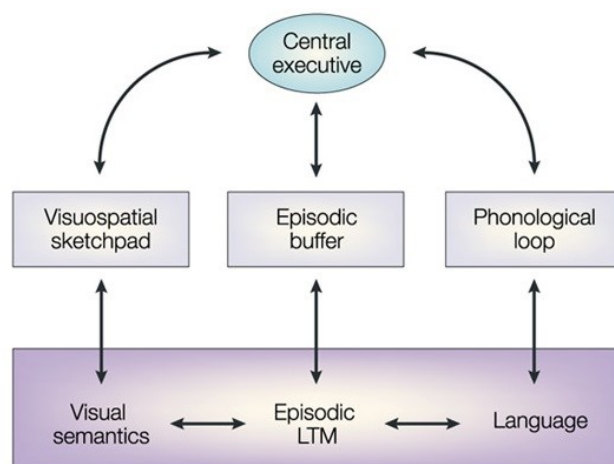 Central
executive
Visuospatial
sketchpad
Episodic
buffer
Phonological
loop
Visual
semantics
Episodic
LTM
Language